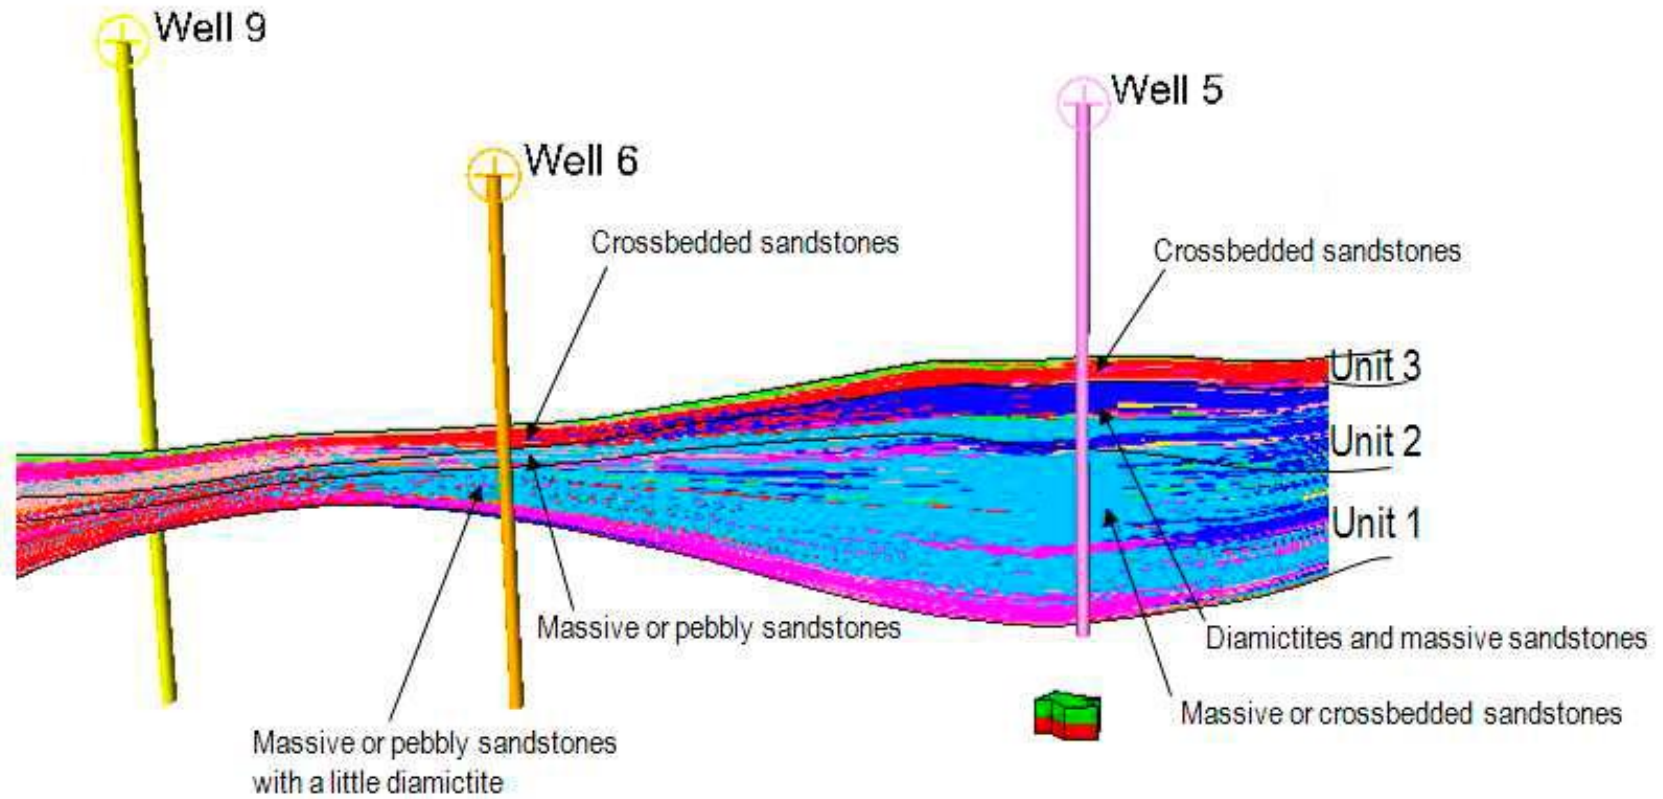 Well 9
Well 5
Well 6
Crossbedded sandstones
Crossbedded sandstones
Unit 3
Unit 2
Unit 1
Massive or pebbly sandstones
Diamictites and massive sandstones
Massive or crossbedded sandstones
Massive or pebbly sandstones
with a little diamictite